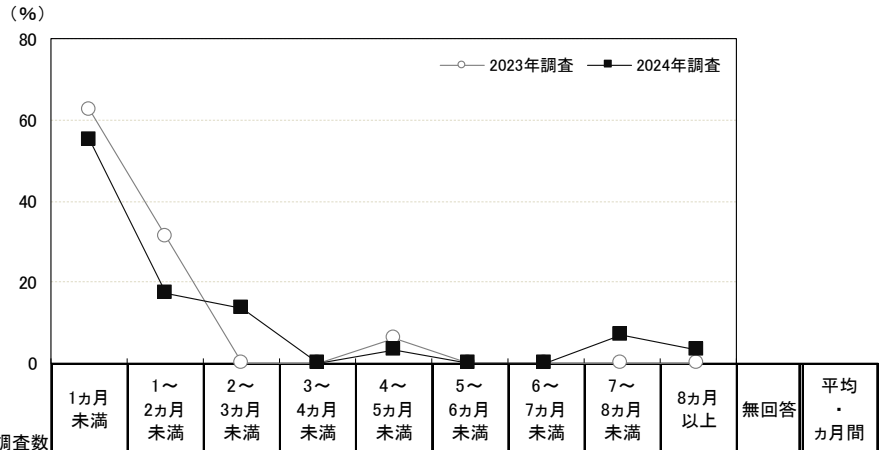 (%)
80
60
40
20
0
2023年調査
2024年調査
調査数
1ヵ月
未満
1～
2ヵ月
未満
2～
3ヵ月
未満
3～
4ヵ月
未満
4～
5ヵ月
未満
5～
6ヵ月
未満
6～
7ヵ月
未満
7～
8ヵ月
未満
8ヵ月
以上
無回答
平均
・
ヵ月間